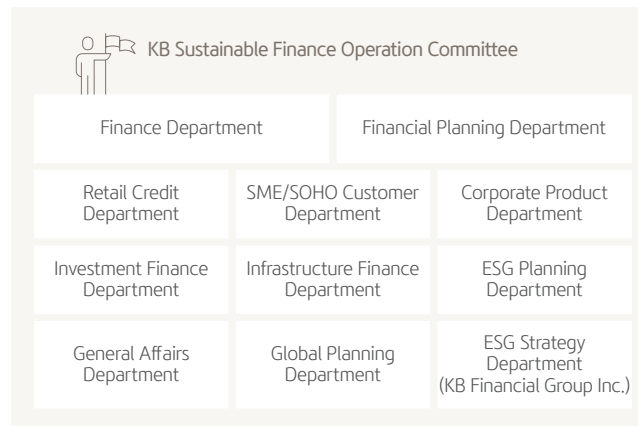 KB Sustainable Finance Operation Committee
Finance Department
Financial Planning Department
Retail Credit
Department
SME/SOHO Customer
Department
Corporate Product
Department
Investment Finance
Department
Infrastructure Finance
Department
ESG Planning
Department
General Affairs
Department
Global Planning
Department
ESG Strategy
Department
(KB Financial Group Inc.)